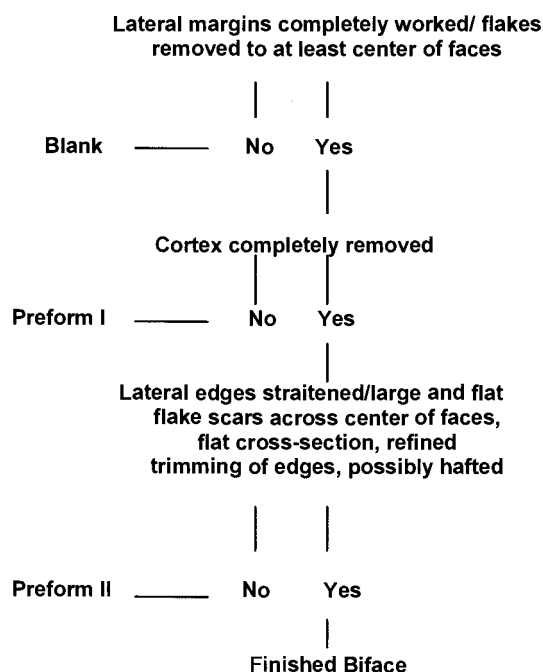 Lateral margins completely worked/ flakes
removed to at least center of faces
Blank No Yes
Cortex completely removed
Preform I No Yes
Lateral edges straitened/large and flat
flake scars across center of faces,
flat cross-section, refined
trimming of edges, possibly hafted
Preform II No Yes
Finished Biface